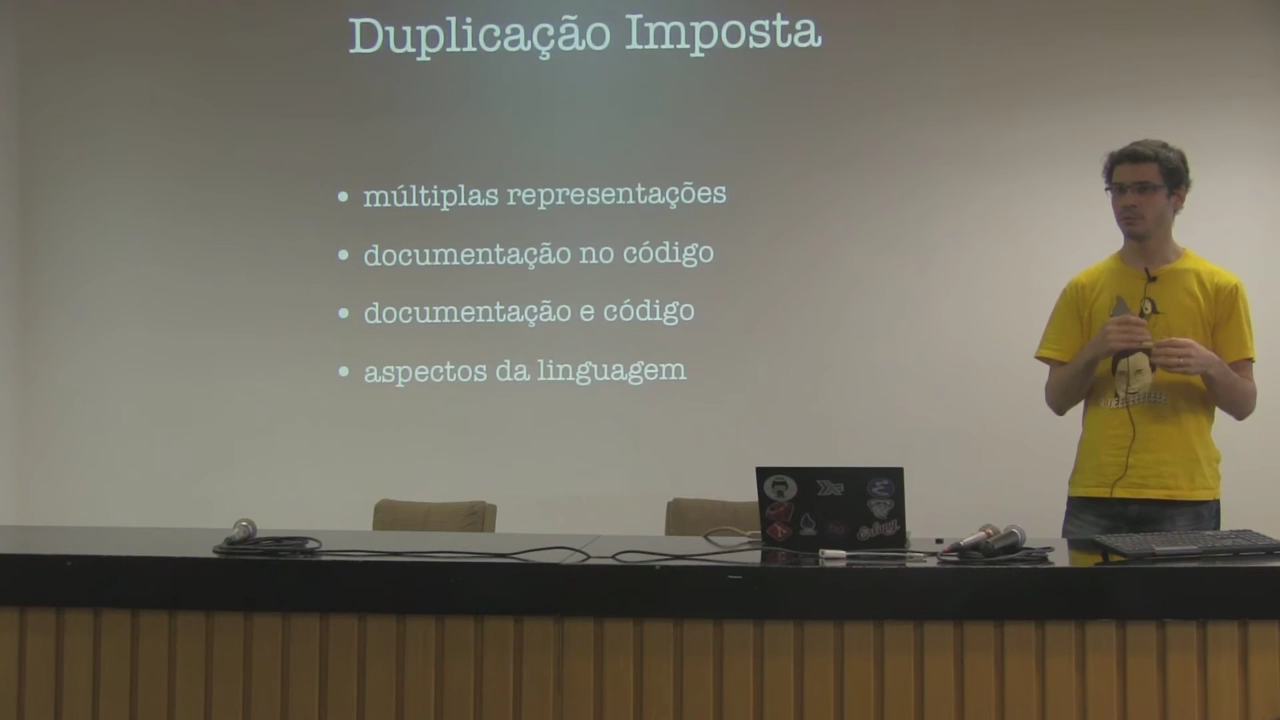 Duplicação Imposta
• múltiplas representações
• documentação no código
• documentação e código
• aspectos da linguagem